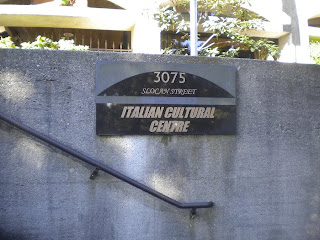 3075
SLOCAN STREET
ITALIAN CULTURAL
CENTRE